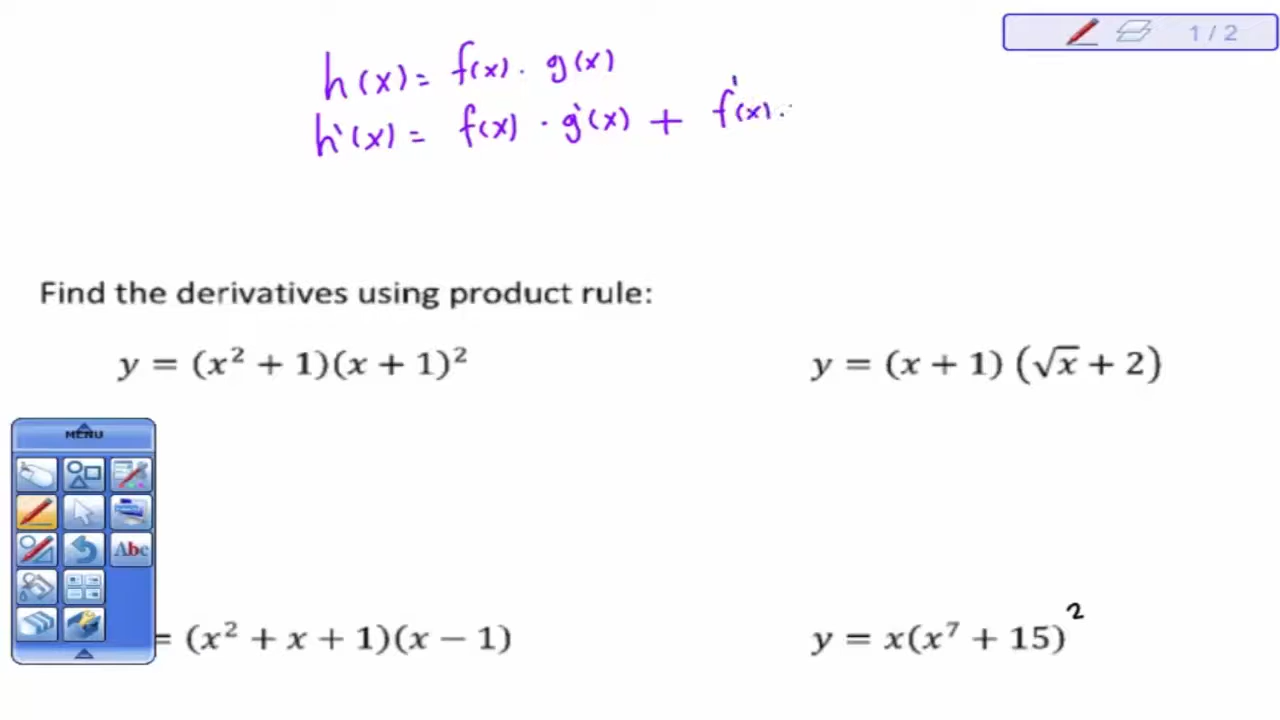 1 / 2
h(x) = f(x) · g(x)
h'(x) = f(x) · g'(x) + f'(x) ·
Find the derivatives using product rule:
y = (x² + 1)(x + 1)²
y = (x + 1) (√x + 2)
MENU
Abc
= (x² + x + 1)(x − 1)
y = x(x⁷ + 15)²